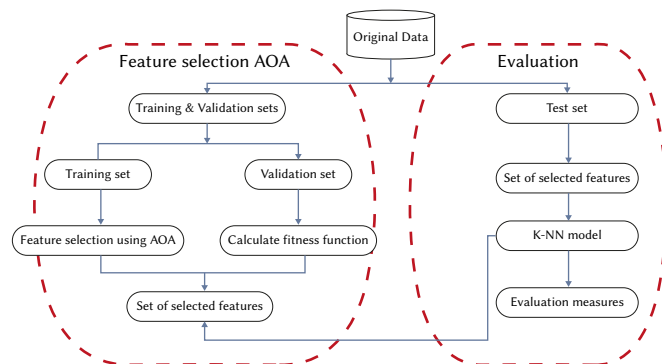 Original Data
Feature selection AOA
Evaluation
Training & Validation sets
Test set
Training set
Validation set
Set of selected features
Feature selection using AOA
Calculate fitness function
K-NN model
Set of selected features
Evaluation measures